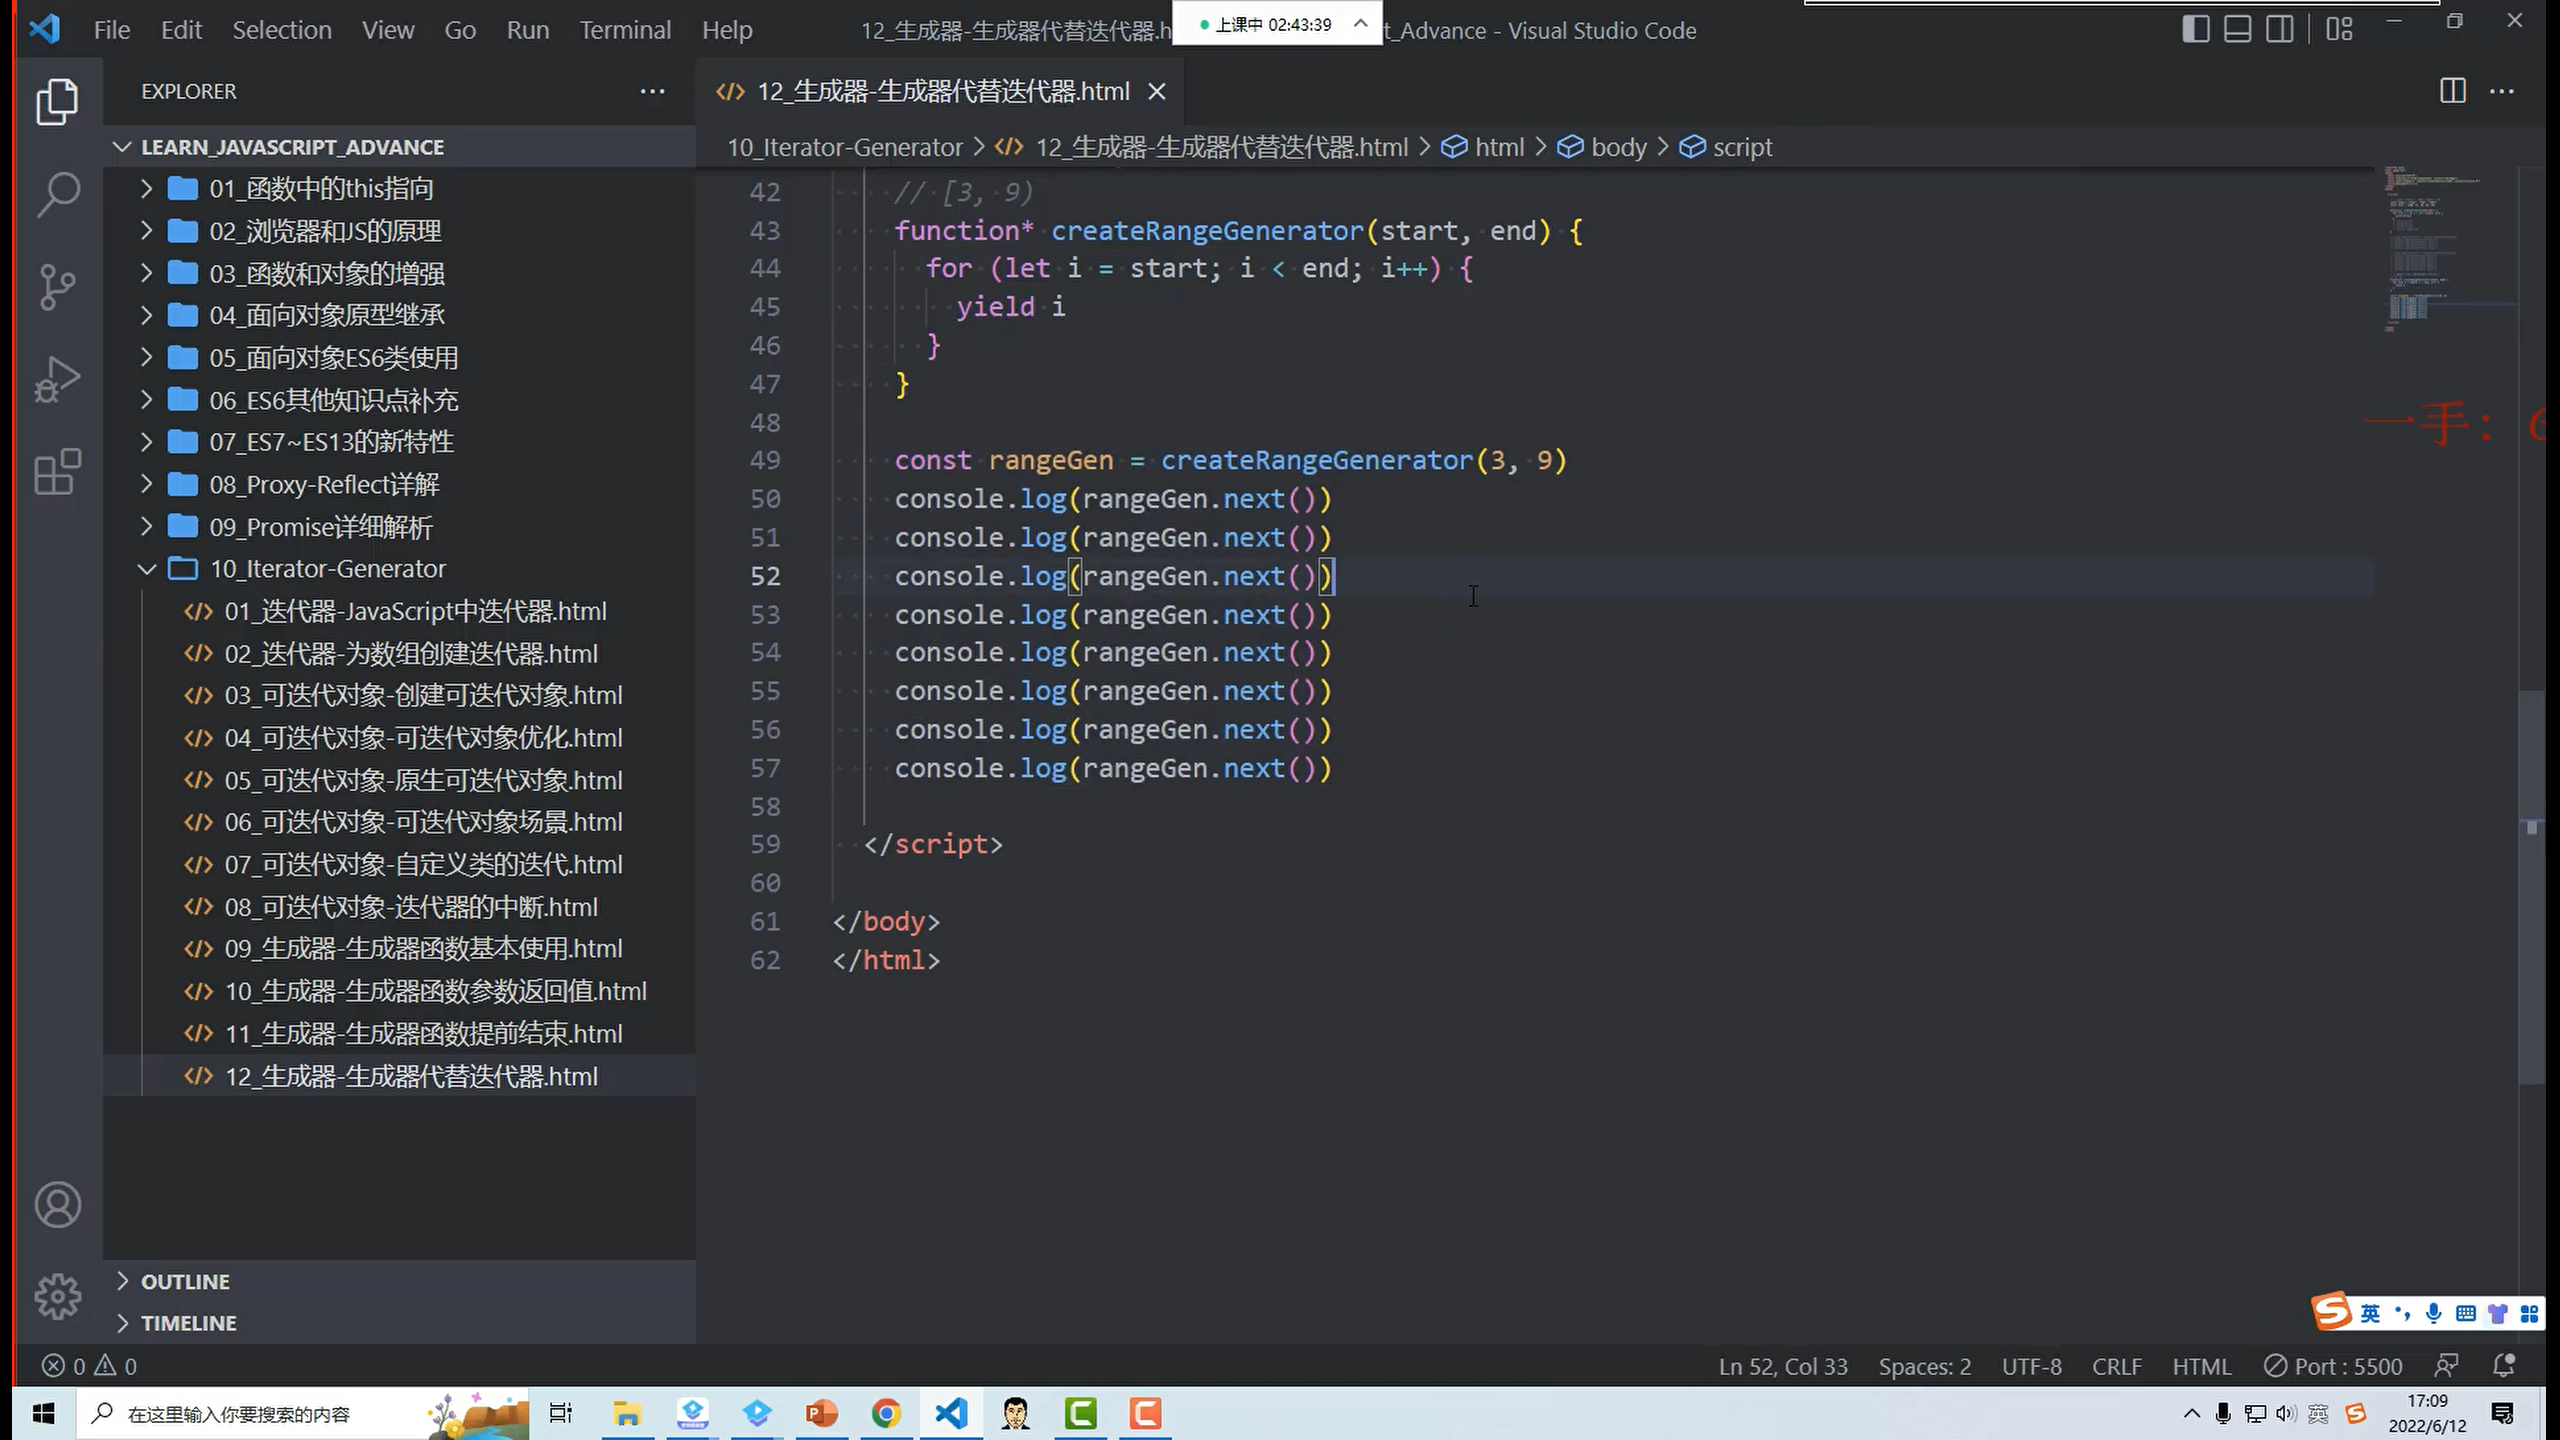 File Edit Selection View Go Run Terminal Help
12_生成器-生成器代替迭代器.h
上课中 02:43:39
t_Advance - Visual Studio Code
EXPLORER
LEARN_JAVASCRIPT_ADVANCE
01_函数中的this指向
02_浏览器和JS的原理
03_函数和对象的增强
04_面向对象原型继承
05_面向对象ES6类使用
06_ES6其他知识点补充
07_ES7~ES13的新特性
08_Proxy-Reflect详解
09_Promise详细解析
10_Iterator-Generator
01_迭代器-JavaScript中迭代器.html
02_迭代器-为数组创建迭代器.html
03_可迭代对象-创建可迭代对象.html
04_可迭代对象-可迭代对象优化.html
05_可迭代对象-原生可迭代对象.html
06_可迭代对象-可迭代对象场景.html
07_可迭代对象-自定义类的迭代.html
08_可迭代对象-迭代器的中断.html
09_生成器-生成器函数基本使用.html
10_生成器-生成器函数参数返回值.html
11_生成器-生成器函数提前结束.html
12_生成器-生成器代替迭代器.html
OUTLINE
TIMELINE
12_生成器-生成器代替迭代器.html
10_Iterator-Generator > 12_生成器-生成器代替迭代器.html > html > body > script
42 // [3, 9)
43 function* createRangeGenerator(start, end) {
44 for (let i = start; i < end; i++) {
45 yield i
46 }
47 }
48
49 const rangeGen = createRangeGenerator(3, 9)
50 console.log(rangeGen.next())
51 console.log(rangeGen.next())
52 console.log(rangeGen.next())
53 console.log(rangeGen.next())
54 console.log(rangeGen.next())
55 console.log(rangeGen.next())
56 console.log(rangeGen.next())
57 console.log(rangeGen.next())
58
59 </script>
60
61 </body>
62 </html>
一手：6
英
0 0
Ln 52, Col 33 Spaces: 2 UTF-8 CRLF HTML Port : 5500
在这里输入你要搜索的内容
英
17:09
2022/6/12